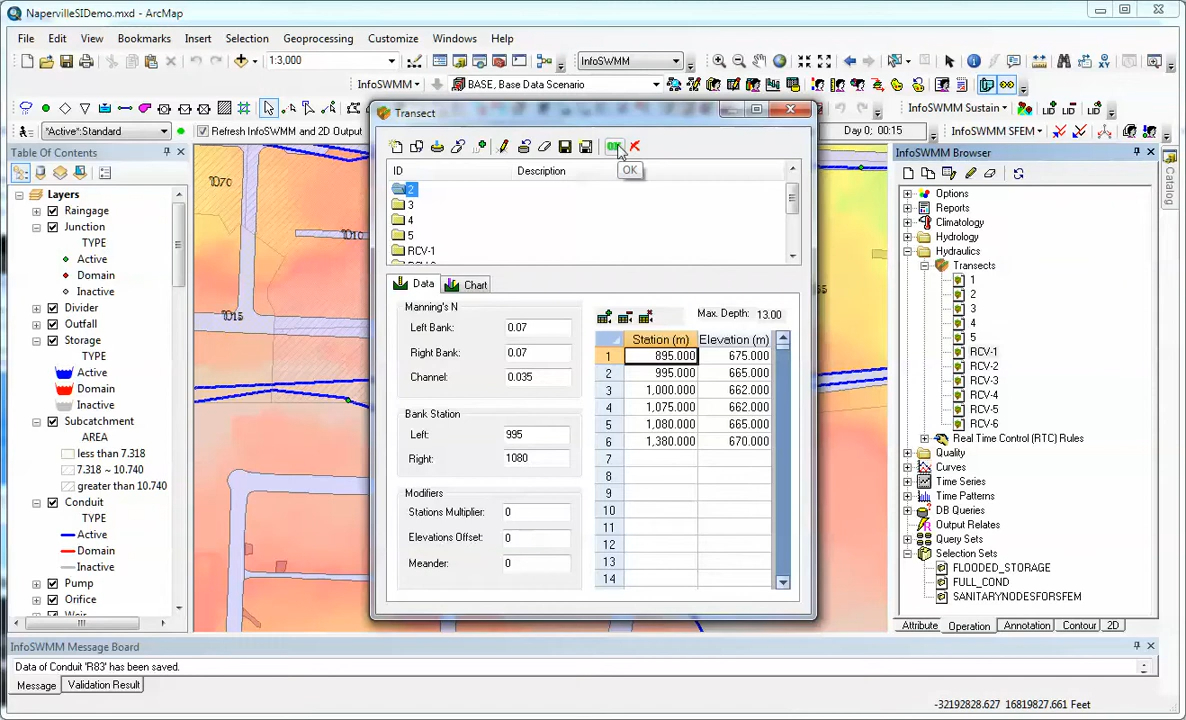 NapervilleSIDemo.mxd - ArcMap
File Edit View Bookmarks Insert Selection Geoprocessing Customize Windows Help
1:3,000 InfoSWMM
InfoSWMM BASE, Base Data Scenario
InfoSWMM Sustain
"Active":Standard Refresh InfoSWMM and 2D Output Day 0; 00:15 InfoSWMM SFEM
Table Of Contents
Layers
Raingage
Junction
TYPE
Active
Domain
Inactive
Divider
Outfall
Storage
TYPE
Active
Domain
Inactive
Subcatchment
AREA
less than 7.318
7.318 ~ 10.740
greater than 10.740
Conduit
TYPE
Active
Domain
Inactive
Pump
Orifice
1070
1010
1015
Transect
OK
ID Description
OK
2
3
4
5
RCV-1
Data Chart
Manning's N
Left Bank: 0.07
Right Bank: 0.07
Channel: 0.035
Bank Station
Left: 995
Right: 1080
Modifiers
Stations Multiplier: 0
Elevations Offset: 0
Meander: 0
Max. Depth: 13.00
Station (m) Elevation (m)
1 895.000 675.000
2 995.000 665.000
3 1,000.000 662.000
4 1,075.000 662.000
5 1,080.000 665.000
6 1,380.000 670.000
7
8
9
10
11
12
13
14
InfoSWMM Browser
Options
Reports
Climatology
Hydrology
Hydraulics
Transects
1
2
3
4
5
RCV-1
RCV-2
RCV-3
RCV-4
RCV-5
RCV-6
Real Time Control (RTC) Rules
Quality
Curves
Time Series
Time Patterns
DB Queries
Output Relates
Query Sets
Selection Sets
FLOODED_STORAGE
FULL_COND
SANITARYNODESFORSFEM
Attribute Operation Annotation Contour 2D
Catalog
InfoSWMM Message Board
Data of Conduit 'R83' has been saved.
Message Validation Result
-32192828.627 16819827.661 Feet